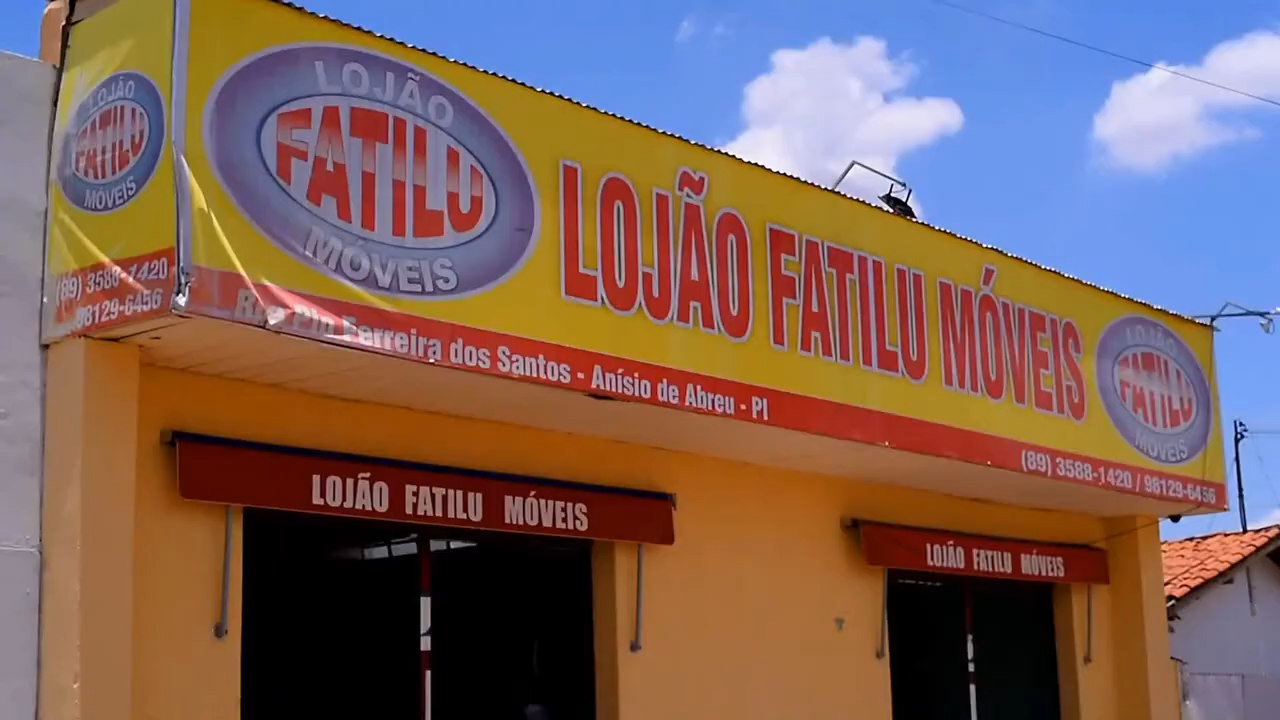 LOJÃO
FATILU
MÓVEIS
(89) 3588-1420
98129-6456
LOJÃO
FATILU
MÓVEIS
LOJÃO FATILU MÓVEIS
LOJÃO
FATILU
MÓVEIS
Ferreira dos Santos - Anísio de Abreu - PI
(89) 3588-1420 / 98129-6456
LOJÃO FATILU MÓVEIS
LOJÃO FATILU MÓVEIS